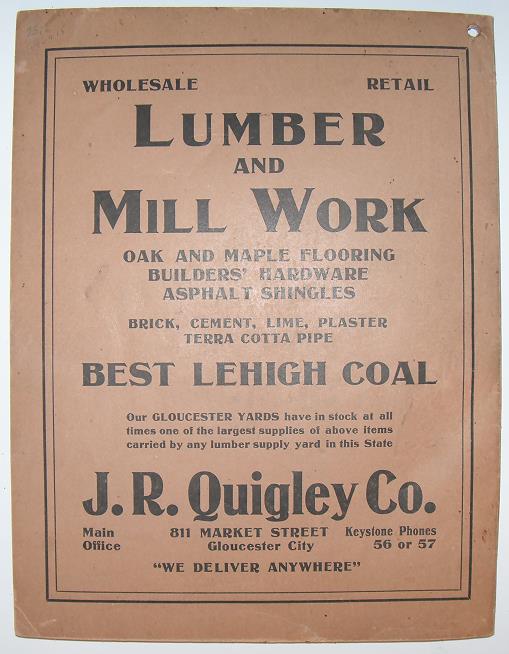 WHOLESALE RETAIL
LUMBER
AND
MILL WORK
OAK AND MAPLE FLOORING
BUILDERS' HARDWARE
ASPHALT SHINGLES
BRICK, CEMENT, LIME, PLASTER
TERRA COTTA PIPE
BEST LEHIGH COAL
Our GLOUCESTER YARDS have in stock at all
times one of the largest supplies of above items
carried by any lumber supply yard in this State
J. R. Quigley Co.
Main 811 MARKET STREET Keystone Phones
Office Gloucester City 56 or 57
"WE DELIVER ANYWHERE"